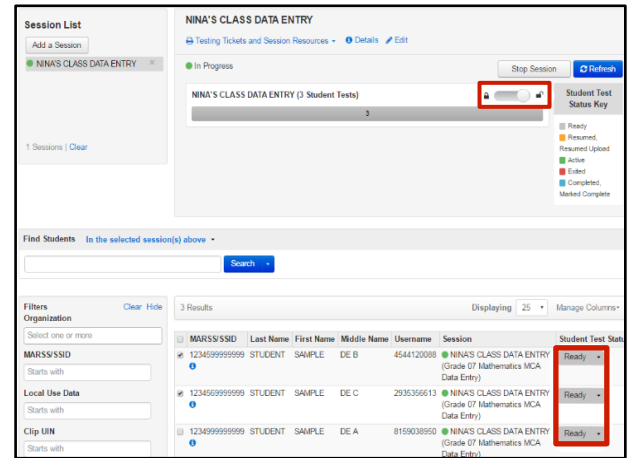 Session List
Add a Session
NINA'S CLASS DATA ENTRY ×
1 Sessions | Clear
NINA'S CLASS DATA ENTRY
Testing Tickets and Session Resources Details Edit
In Progress
Stop Session Refresh
NINA'S CLASS DATA ENTRY (3 Student Tests)
3
Student Test
Status Key
Ready
Resumed,
Resumed Upload
Active
Exited
Completed,
Marked Complete
Find Students In the selected session(s) above
Search
Filters Clear Hide
Organization
Select one or more
MARSS/SSID
Starts with
Local Use Data
Starts with
Clip UIN
Starts with
3 Results Displaying 25 Manage Columns
MARSS/SSID Last Name First Name Middle Name Username Session Student Test Statu
1234599999999 STUDENT SAMPLE DE B 4544120088 NINA'S CLASS DATA ENTRY Ready
(Grade 07 Mathematics MCA
Data Entry)
1234569999999 STUDENT SAMPLE DE C 2935356613 NINA'S CLASS DATA ENTRY Ready
(Grade 07 Mathematics MCA
Data Entry)
1234999999999 STUDENT SAMPLE DE A 8159038950 NINA'S CLASS DATA ENTRY Ready
(Grade 07 Mathematics MCA
Data Entry)